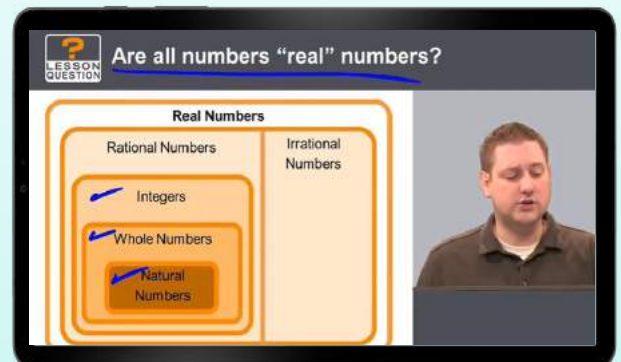 ?
LESSON
QUESTION
Are all numbers “real” numbers?
Real Numbers
Rational Numbers
Irrational
Numbers
Integers
Whole Numbers
Natural
Numbers